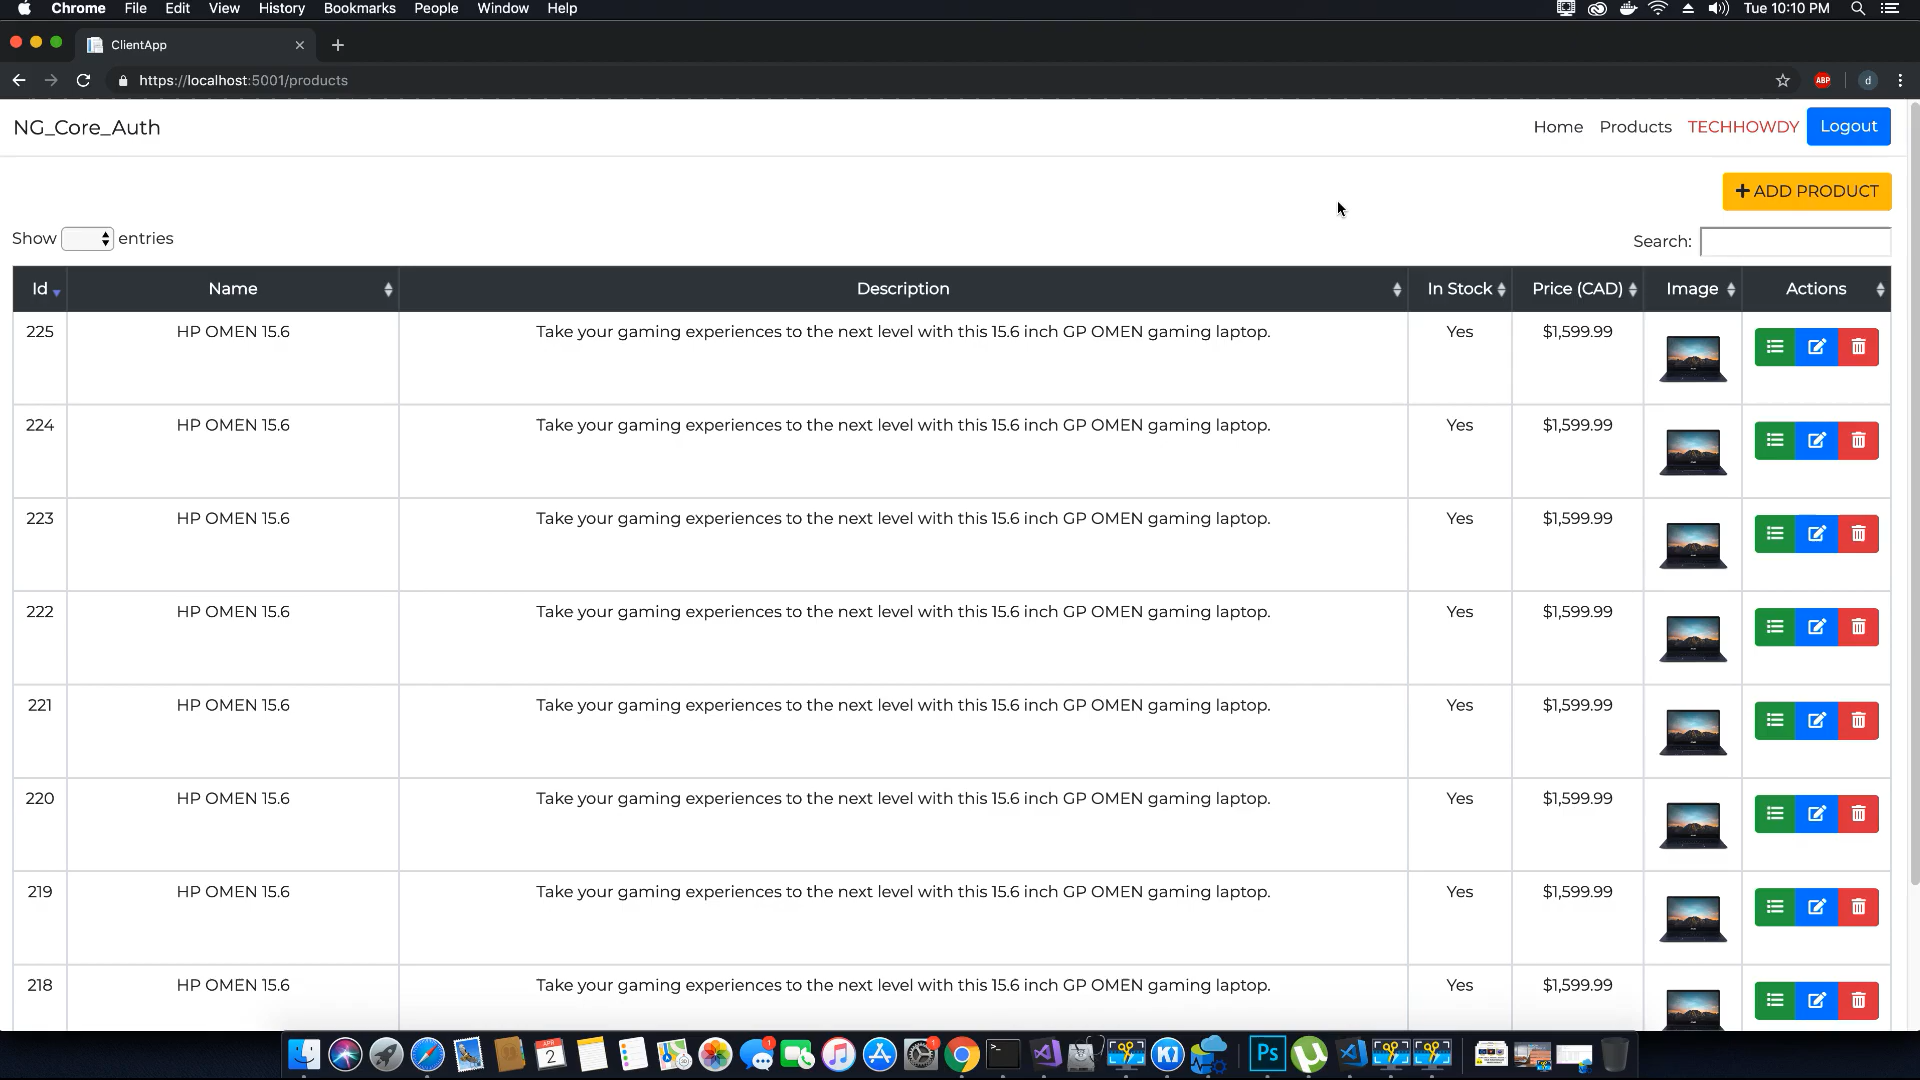 Chrome File Edit View History Bookmarks People Window Help Tue 10:10 PM
ClientApp
https://localhost:5001/products ABP d
NG_Core_Auth Home Products TECHHOWDY Logout
ADD PRODUCT
Show entries Search:
Id Name Description In Stock Price (CAD) Image Actions
225 HP OMEN 15.6 Take your gaming experiences to the next level with this 15.6 inch GP OMEN gaming laptop. Yes $1,599.99
224 HP OMEN 15.6 Take your gaming experiences to the next level with this 15.6 inch GP OMEN gaming laptop. Yes $1,599.99
223 HP OMEN 15.6 Take your gaming experiences to the next level with this 15.6 inch GP OMEN gaming laptop. Yes $1,599.99
222 HP OMEN 15.6 Take your gaming experiences to the next level with this 15.6 inch GP OMEN gaming laptop. Yes $1,599.99
221 HP OMEN 15.6 Take your gaming experiences to the next level with this 15.6 inch GP OMEN gaming laptop. Yes $1,599.99
220 HP OMEN 15.6 Take your gaming experiences to the next level with this 15.6 inch GP OMEN gaming laptop. Yes $1,599.99
219 HP OMEN 15.6 Take your gaming experiences to the next level with this 15.6 inch GP OMEN gaming laptop. Yes $1,599.99
218 HP OMEN 15.6 Take your gaming experiences to the next level with this 15.6 inch GP OMEN gaming laptop. Yes $1,599.99
APR 2 1 1 Ps